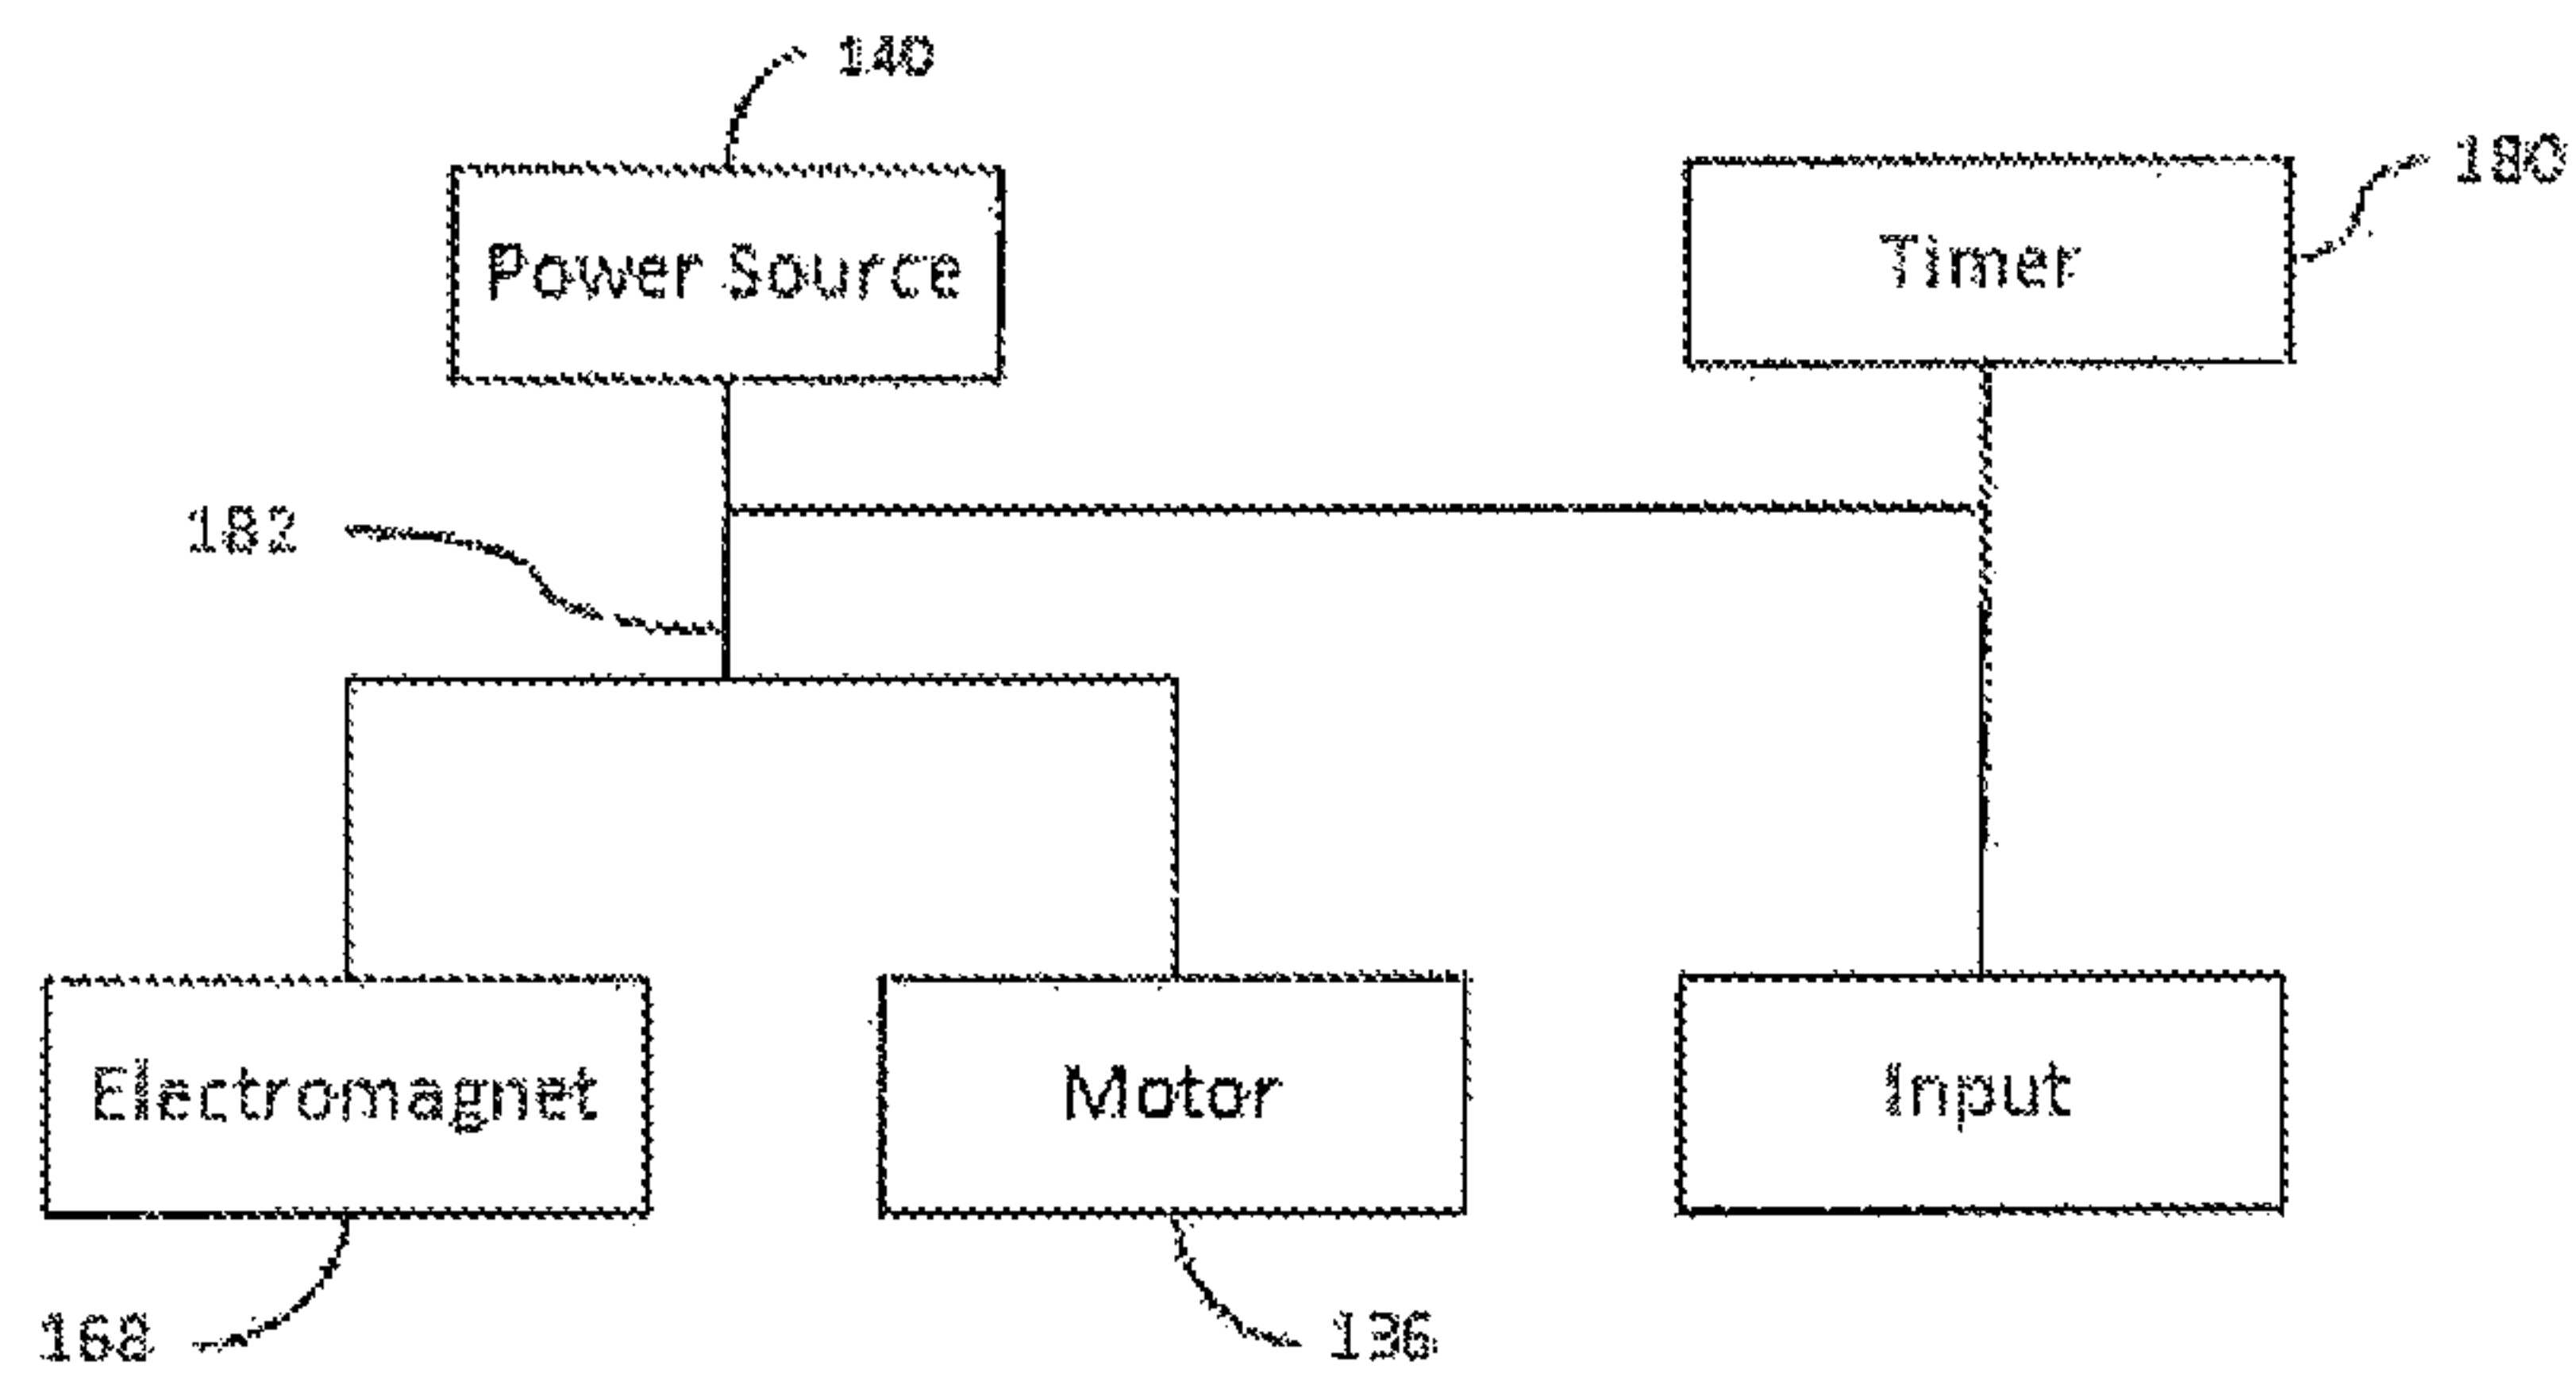 140
180
Power Source
Timer
182
Electromagnet
Motor
Input
168
136